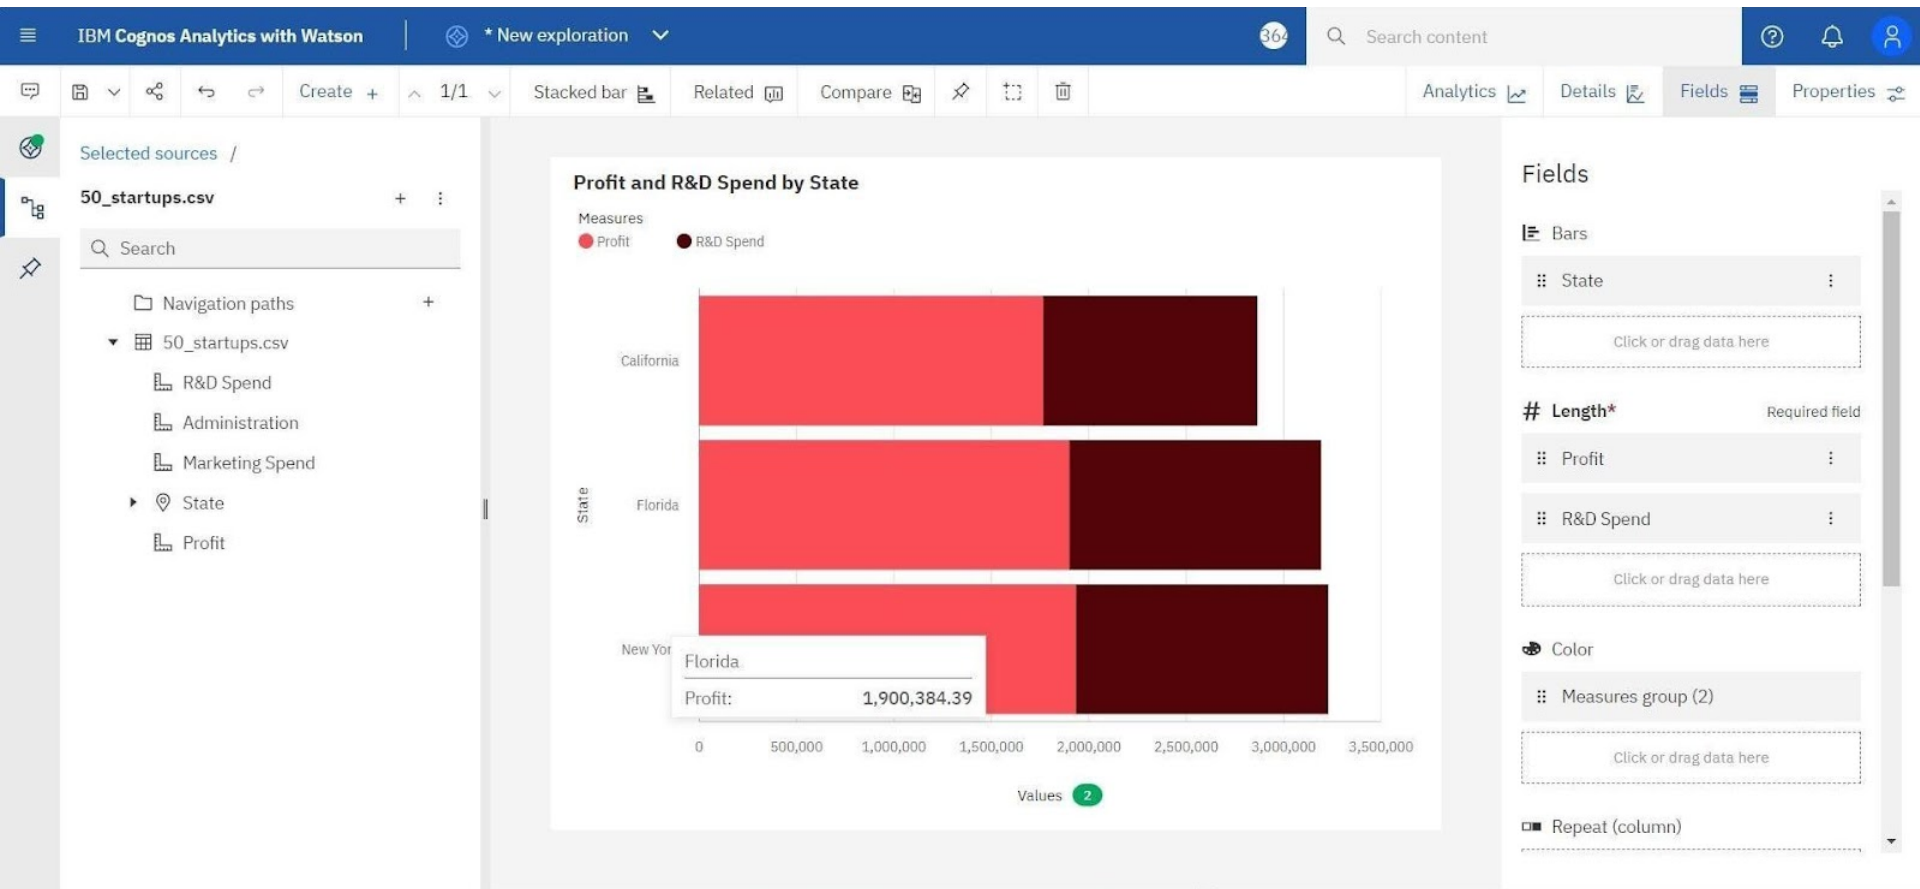 IBM Cognos Analytics with Watson
* New exploration
364
Search content
Create +
1/1
Stacked bar
Related
Compare
Analytics
Details
Fields
Properties
Selected sources /
50_startups.csv
Search
Navigation paths
50_startups.csv
R&D Spend
Administration
Marketing Spend
State
Profit
Profit and R&D Spend by State
Measures
Profit
R&D Spend
California
Florida
New Yor
State
Florida
Profit: 1,900,384.39
0 500,000 1,000,000 1,500,000 2,000,000 2,500,000 3,000,000 3,500,000
Values 2
Fields
Bars
State
Click or drag data here
# Length* Required field
Profit
R&D Spend
Click or drag data here
Color
Measures group (2)
Click or drag data here
Repeat (column)